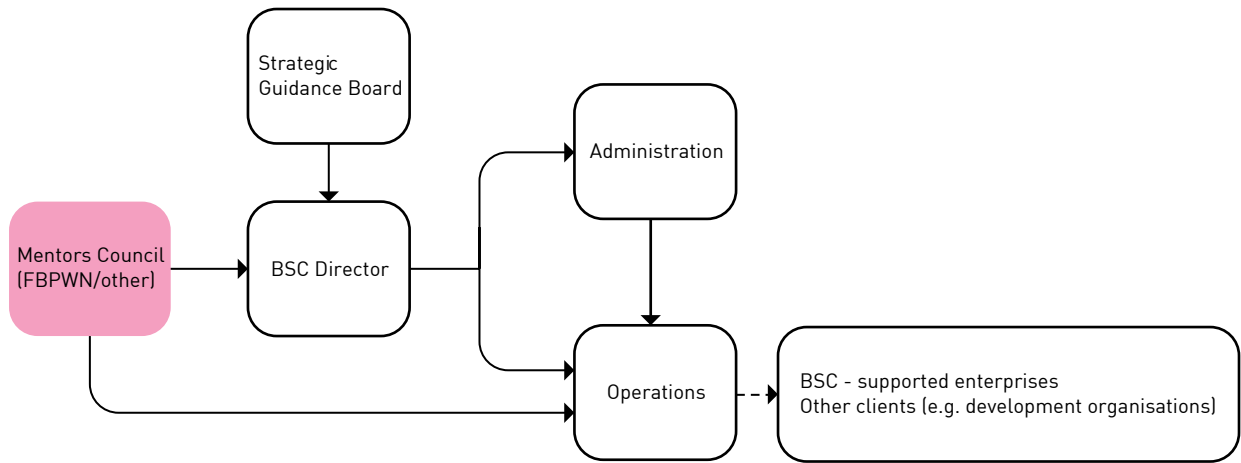 Strategic
Guidance Board
Administration
Mentors Council
(FBPWN/other)
BSC Director
Operations
BSC - supported enterprises
Other clients (e.g. development organisations)